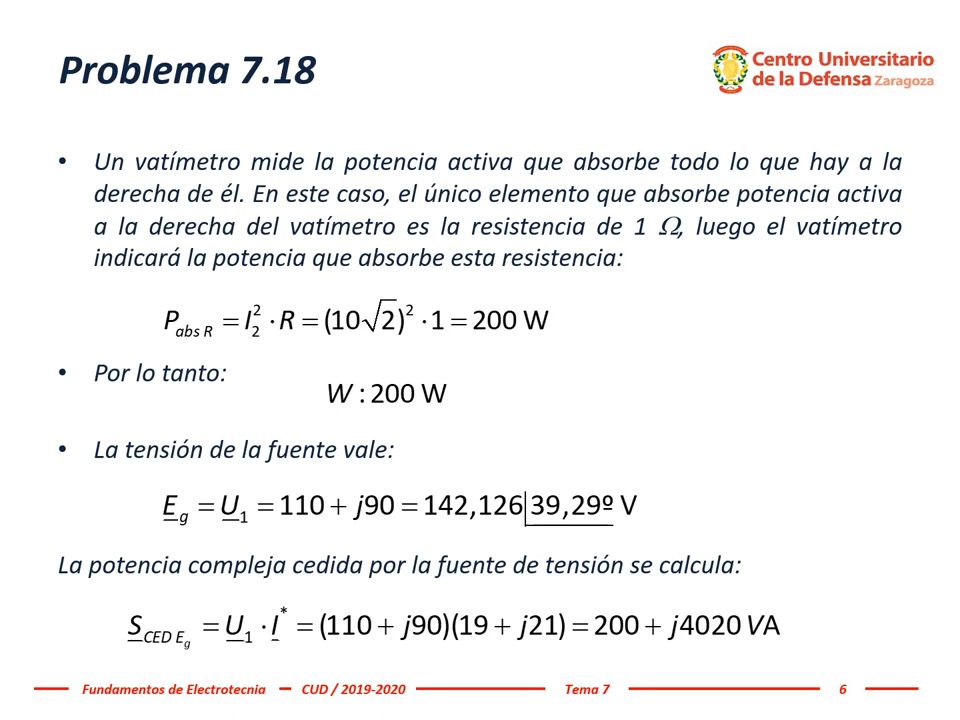 Problema 7.18
Centro Universitario
de la Defensa Zaragoza
• Un vatímetro mide la potencia activa que absorbe todo lo que hay a la
derecha de él. En este caso, el único elemento que absorbe potencia activa
a la derecha del vatímetro es la resistencia de 1 Ω, luego el vatímetro
indicará la potencia que absorbe esta resistencia:
P_abs R = I₂² · R = (10√2)² · 1 = 200 W
• Por lo tanto:
W : 200 W
• La tensión de la fuente vale:
E_g = U₁ = 110 + j90 = 142,126|39,29º V
La potencia compleja cedida por la fuente de tensión se calcula:
S_CED E_g = U₁ · I* = (110 + j90)(19 + j21) = 200 + j4020 VA
Fundamentos de Electrotecnia CUD / 2019-2020 Tema 7 6